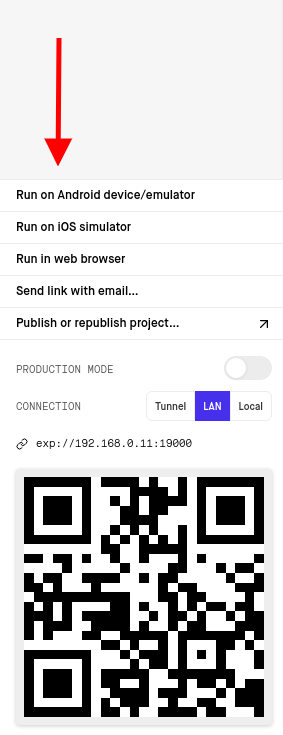 Run on Android device/emulator
Run on iOS simulator
Run in web browser
Send link with email...
Publish or republish project...
PRODUCTION MODE
CONNECTION Tunnel LAN Local
exp://192.168.0.11:19000